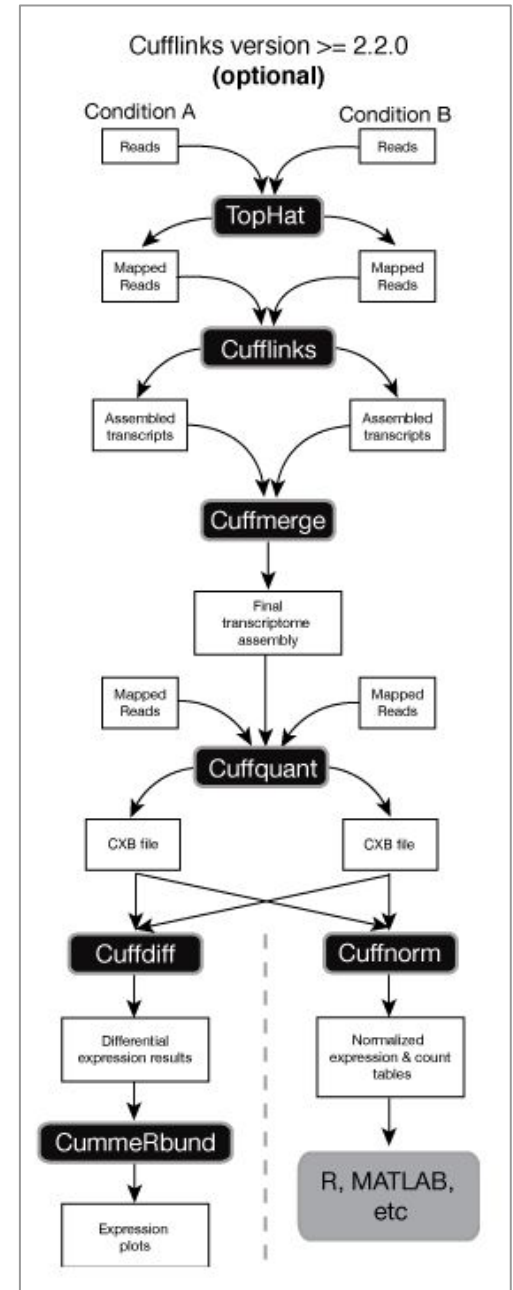 Cufflinks version >= 2.2.0
(optional)
Condition A
Condition B
Reads
Reads
TopHat
Mapped
Reads
Mapped
Reads
Cufflinks
Assembled
transcripts
Assembled
transcripts
Cuffmerge
Final
transcriptome
assembly
Mapped
Reads
Mapped
Reads
Cuffquant
CXB file
CXB file
Cuffdiff
Cuffnorm
Differential
expression results
Normalized
expression & count
tables
CummeRbund
R, MATLAB,
etc
Expression
plots